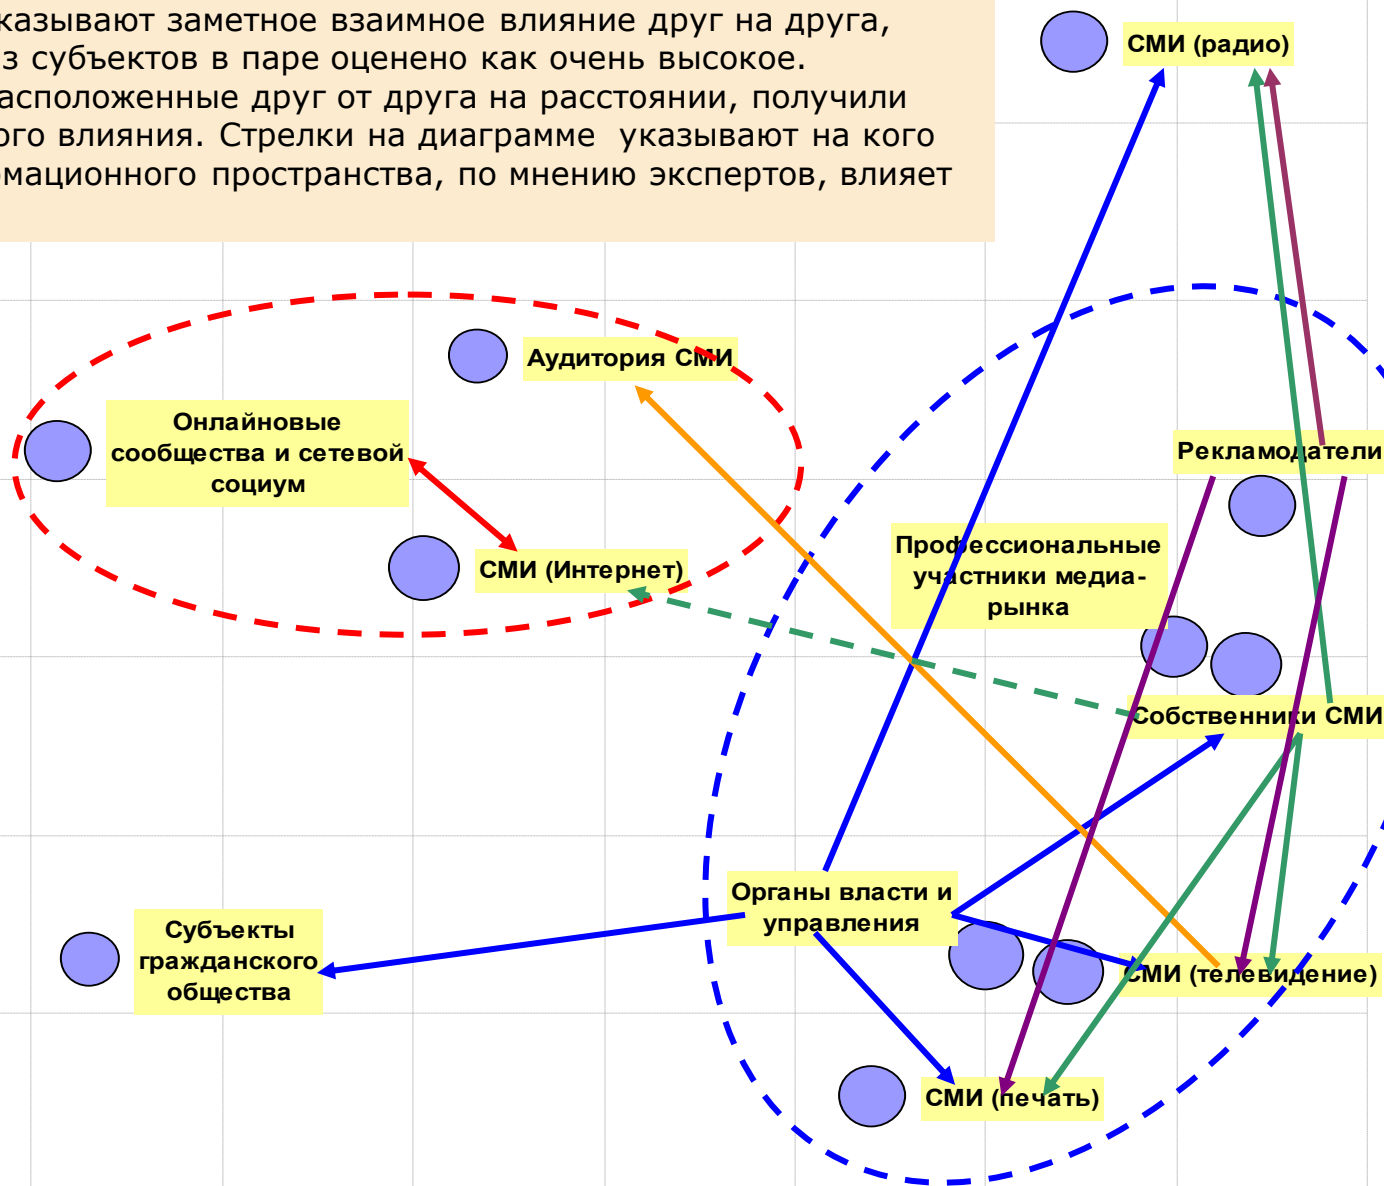 казывают заметное взаимное влияние друг на друга,
з субъектов в паре оценено как очень высокое.
асположенные друг от друга на расстоянии, получили
ого влияния. Стрелки на диаграмме указывают на кого
омационного пространства, по мнению экспертов, влияет
СМИ (радио)
Аудитория СМИ
Онлайновые
сообщества и сетевой
социум
Рекламодатели
СМИ (Интернет)
Профессиональные
участники медиа-
рынка
Собственники СМИ
Органы власти и
управления
Субъекты
гражданского
общества
СМИ (телевидение)
СМИ (печать)